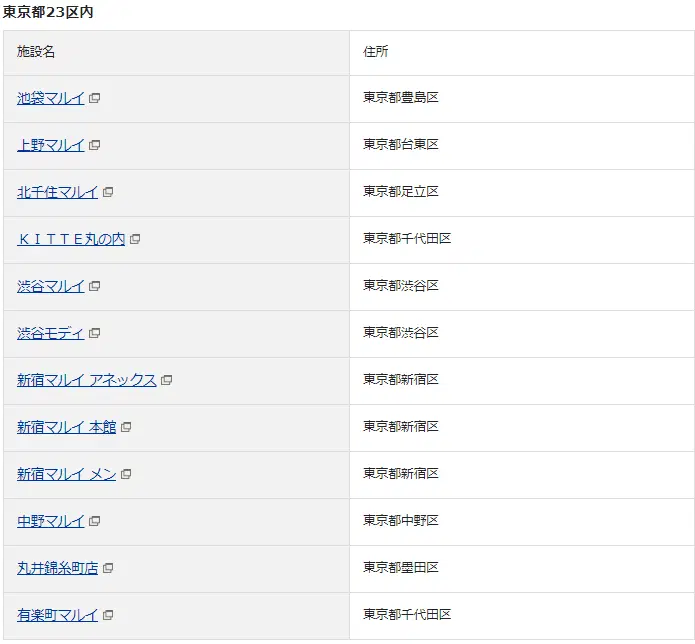 東京都23区内
施設名 住所
池袋マルイ 東京都豊島区
上野マルイ 東京都台東区
北千住マルイ 東京都足立区
ＫＩＴＴＥ丸の内 東京都千代田区
渋谷マルイ 東京都渋谷区
渋谷モディ 東京都渋谷区
新宿マルイ アネックス 東京都新宿区
新宿マルイ 本館 東京都新宿区
新宿マルイ メン 東京都新宿区
中野マルイ 東京都中野区
丸井錦糸町店 東京都墨田区
有楽町マルイ 東京都千代田区